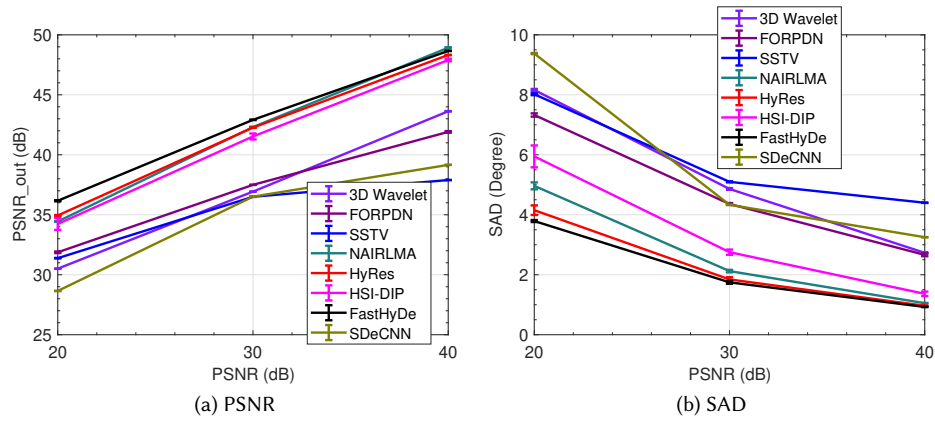 50
45
40
35
30
25
PSNR_out (dB)
20
30
40
PSNR (dB)
3D Wavelet
FORPDN
SSTV
NAIRLMA
HyRes
HSI-DIP
FastHyDe
SDeCNN
(a) PSNR
10
8
6
4
2
0
SAD (Degree)
20
30
40
PSNR (dB)
3D Wavelet
FORPDN
SSTV
NAIRLMA
HyRes
HSI-DIP
FastHyDe
SDeCNN
(b) SAD